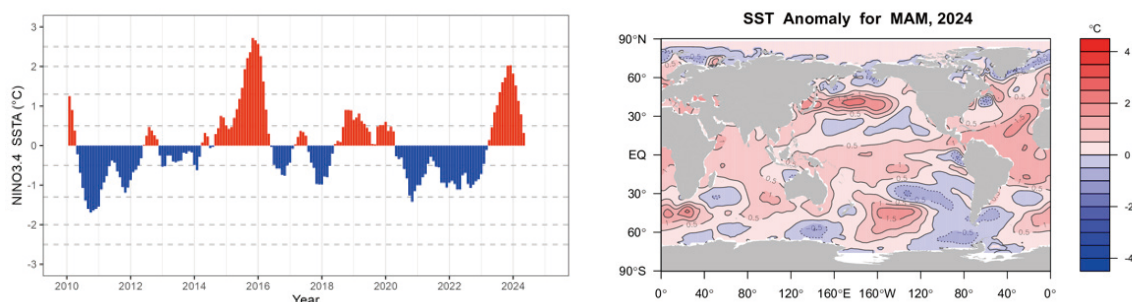 NINO3.4 SSTA (°C)
3
2
1
0
-1
-2
-3
2010 2012 2014 2016 2018 2020 2022 2024
Year
SST Anomaly for MAM, 2024
°C
90°N
60°
30°
EQ
30°
60°
90°S
0° 40° 80° 120° 160°E 160°W 120° 80° 40° 0°
4
2
0
-2
-4